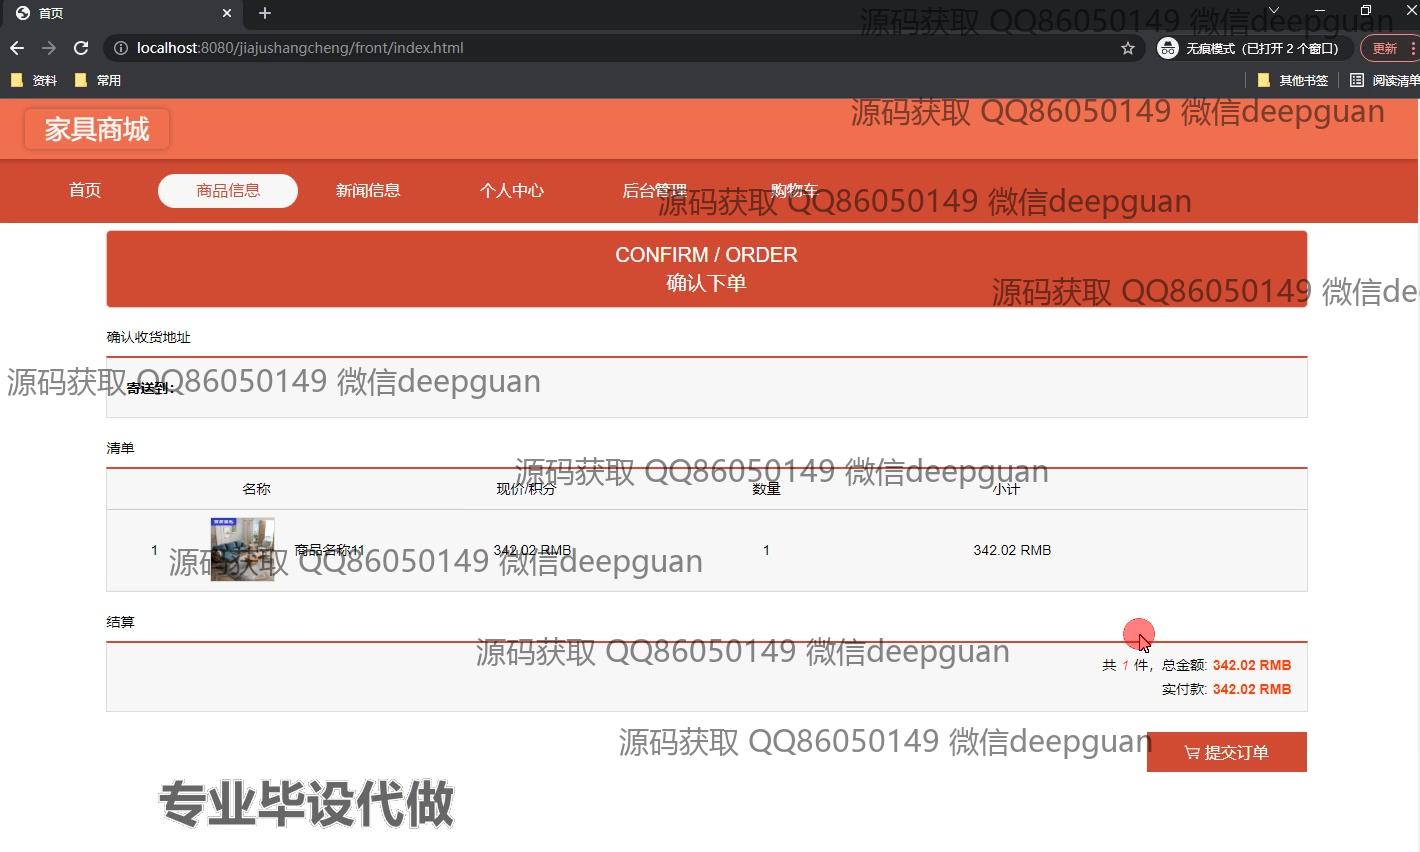 首页
localhost:8080/jiajushangcheng/front/index.html
无痕模式（已打开 2 个窗口）
更新
资料
常用
其他书签
阅读清单
源码获取 QQ86050149 微信deepguan
家具商城
源码获取 QQ86050149 微信deepguan
首页
商品信息
新闻信息
个人中心
后台管理
购物车
源码获取 QQ86050149 微信deepguan
CONFIRM / ORDER
确认下单
源码获取 QQ86050149 微信de
确认收货地址
源码获取 QQ86050149 微信deepguan
寄送到：
清单
源码获取 QQ86050149 微信deepguan
名称
现价/积分
数量
小计
1
商品名称11
342.02 RMB
1
342.02 RMB
源码获取 QQ86050149 微信deepguan
结算
源码获取 QQ86050149 微信deepguan
共 1 件，总金额: 342.02 RMB
实付款: 342.02 RMB
源码获取 QQ86050149 微信deepguan
提交订单
专业毕设代做